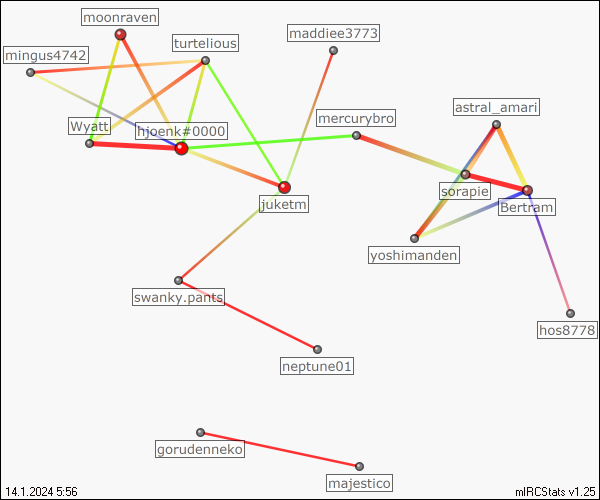 moonraven
turtelious
maddiee3773
mingus4742
mercurybro
astral_amari
Wyatt
hjoenk#0000
sorapie
juketm
Bertram
yoshimanden
swanky.pants
hos8778
neptune01
gorudenneko
majestico
14.1.2024 5:56
mIRCStats v1.25